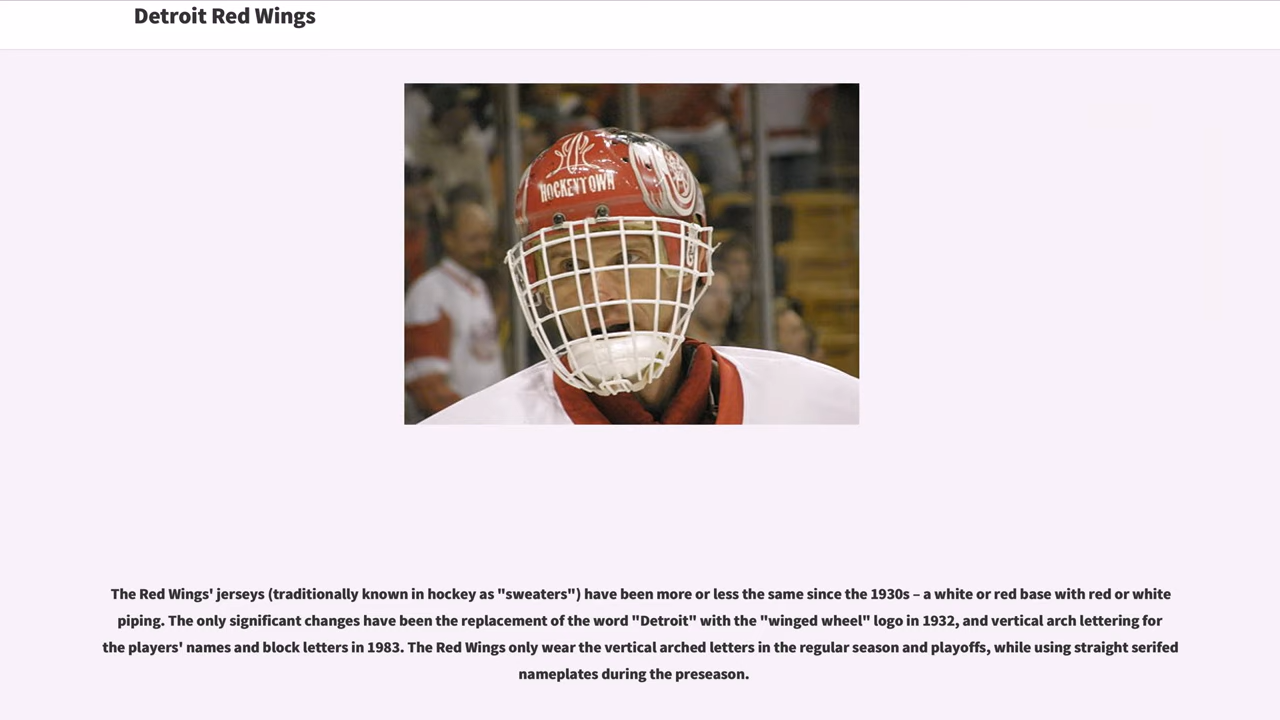 Detroit Red Wings
HOCKEYTOWN
The Red Wings' jerseys (traditionally known in hockey as "sweaters") have been more or less the same since the 1930s – a white or red base with red or white
piping. The only significant changes have been the replacement of the word "Detroit" with the "winged wheel" logo in 1932, and vertical arch lettering for
the players' names and block letters in 1983. The Red Wings only wear the vertical arched letters in the regular season and playoffs, while using straight serifed
nameplates during the preseason.